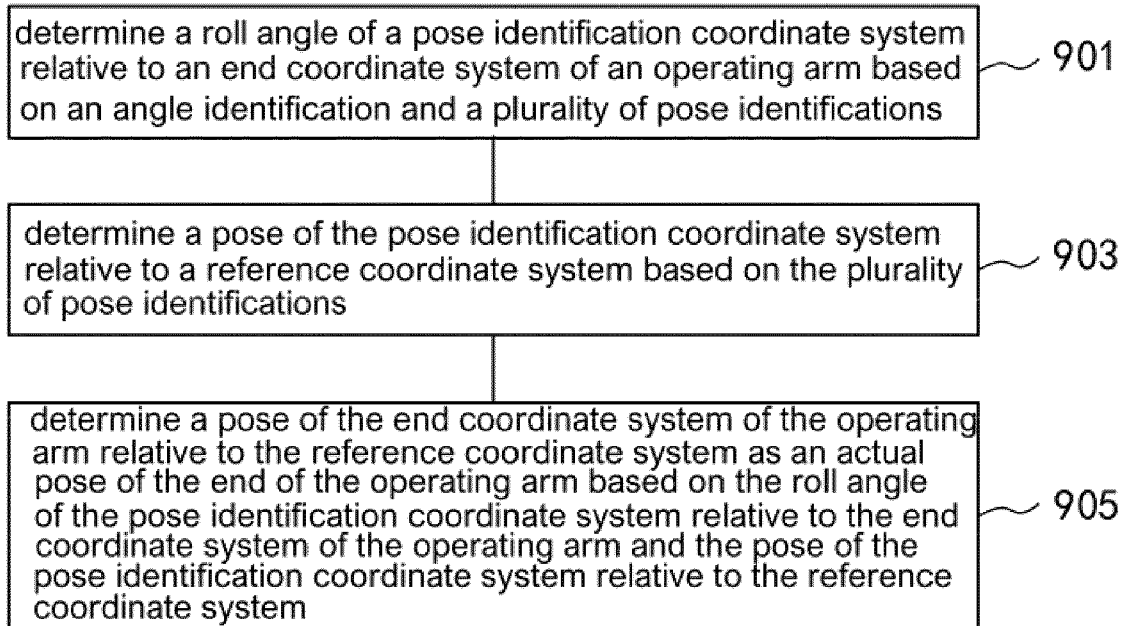 determine a roll angle of a pose identification coordinate system
relative to an end coordinate system of an operating arm based
on an angle identification and a plurality of pose identifications
901
determine a pose of the pose identification coordinate system
relative to a reference coordinate system based on the plurality
of pose identifications
903
determine a pose of the end coordinate system of the operating
arm relative to the reference coordinate system as an actual
pose of the end of the operating arm based on the roll angle
of the pose identification coordinate system relative to the end
coordinate system of the operating arm and the pose of the
pose identification coordinate system relative to the reference
coordinate system
905